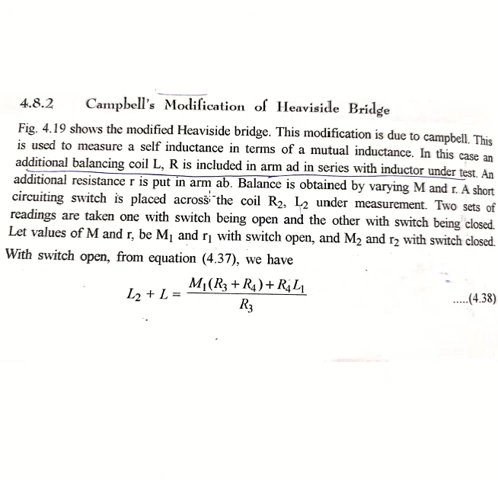 4.8.2 Campbell's Modification of Heaviside Bridge
Fig. 4.19 shows the modified Heaviside bridge. This modification is due to campbell. This
is used to measure a self inductance in terms of a mutual inductance. In this case an
additional balancing coil L, R is included in arm ad in series with inductor under test. An
additional resistance r is put in arm ab. Balance is obtained by varying M and r. A short
circuiting switch is placed across the coil R₂, L₂ under measurement. Two sets of
readings are taken one with switch being open and the other with switch being closed.
Let values of M and r, be M₁ and r₁ with switch open, and M₂ and r₂ with switch closed.
With switch open, from equation (4.37), we have
L₂ + L = M₁(R₃ + R₄) + R₄L₁ / R₃ .....(4.38)